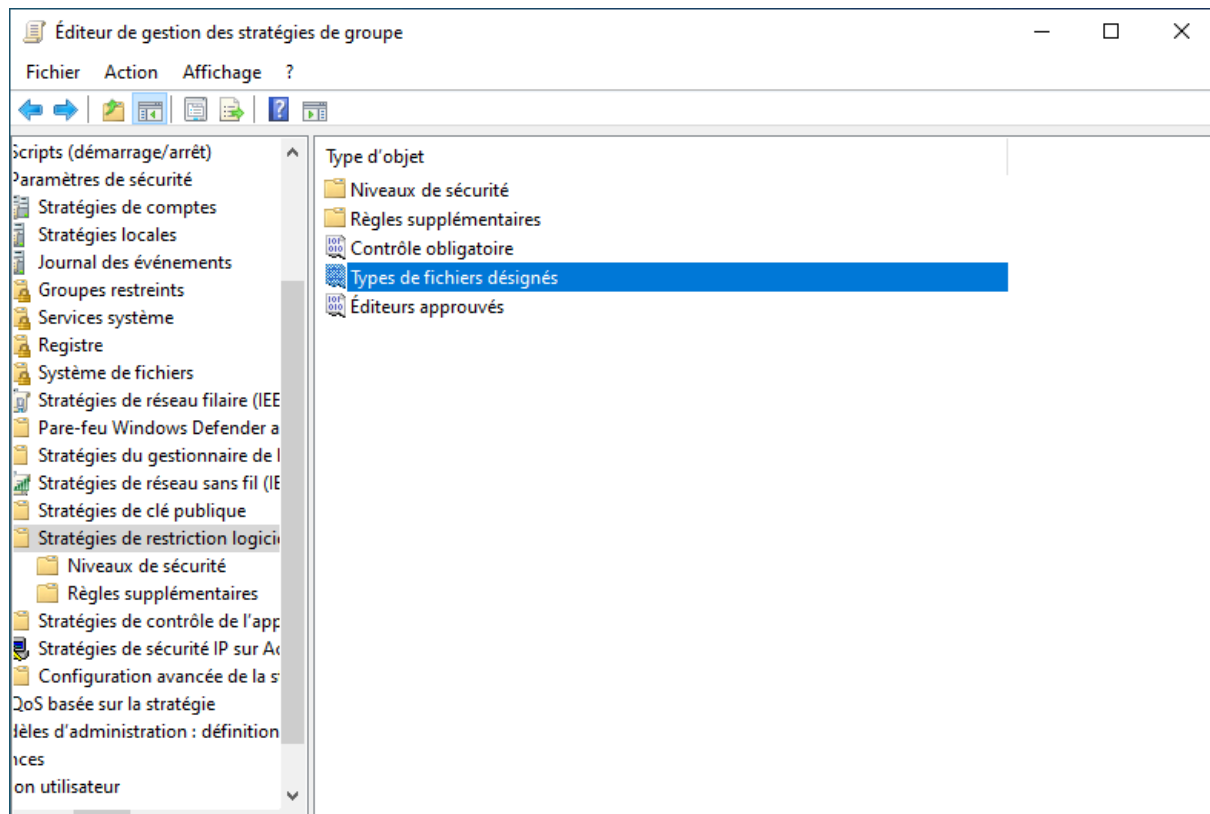 Éditeur de gestion des stratégies de groupe
Fichier Action Affichage ?
Scripts (démarrage/arrêt)
Paramètres de sécurité
Stratégies de comptes
Stratégies locales
Journal des événements
Groupes restreints
Services système
Registre
Système de fichiers
Stratégies de réseau filaire (IEE
Pare-feu Windows Defender a
Stratégies du gestionnaire de l
Stratégies de réseau sans fil (IE
Stratégies de clé publique
Stratégies de restriction logici
Niveaux de sécurité
Règles supplémentaires
Stratégies de contrôle de l'app
Stratégies de sécurité IP sur Ac
Configuration avancée de la s
QoS basée sur la stratégie
dèles d'administration : définition
nces
on utilisateur
Type d'objet
Niveaux de sécurité
Règles supplémentaires
Contrôle obligatoire
Types de fichiers désignés
Éditeurs approuvés